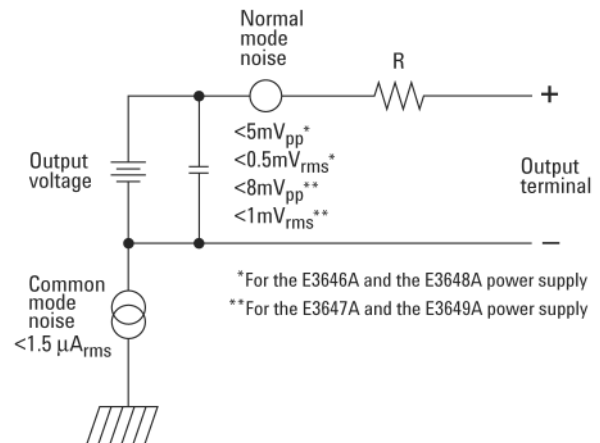 Normal
mode
noise
R
+
<5mVpp*
<0.5mVrms*
<8mVpp**
<1mVrms**
Output
voltage
Output
terminal
–
*For the E3646A and the E3648A power supply
**For the E3647A and the E3649A power supply
Common
mode
noise
<1.5 μArms